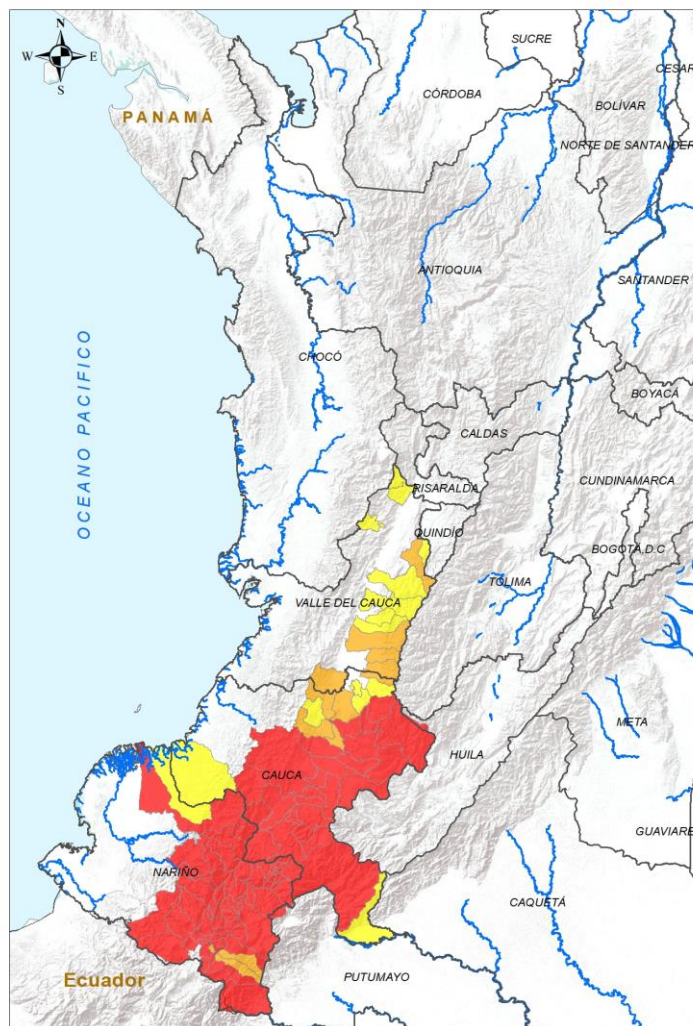 N
W E
S
SUCRE
CESAR
CÓRDOBA
BOLÍVAR
PANAMÁ
NORTE DE SANTANDER
ANTIOQUIA
SANTANDER
OCEANO PACIFICO
CHOCÓ
BOYACÁ
CALDAS
CUNDINAMARCA
RISARALDA
QUINDÍO
BOGOTÁ, D.C
TOLIMA
VALLE DEL CAUCA
META
HUILA
CAUCA
GUAVIARE
NARIÑO
CAQUETÁ
Ecuador
PUTUMAYO